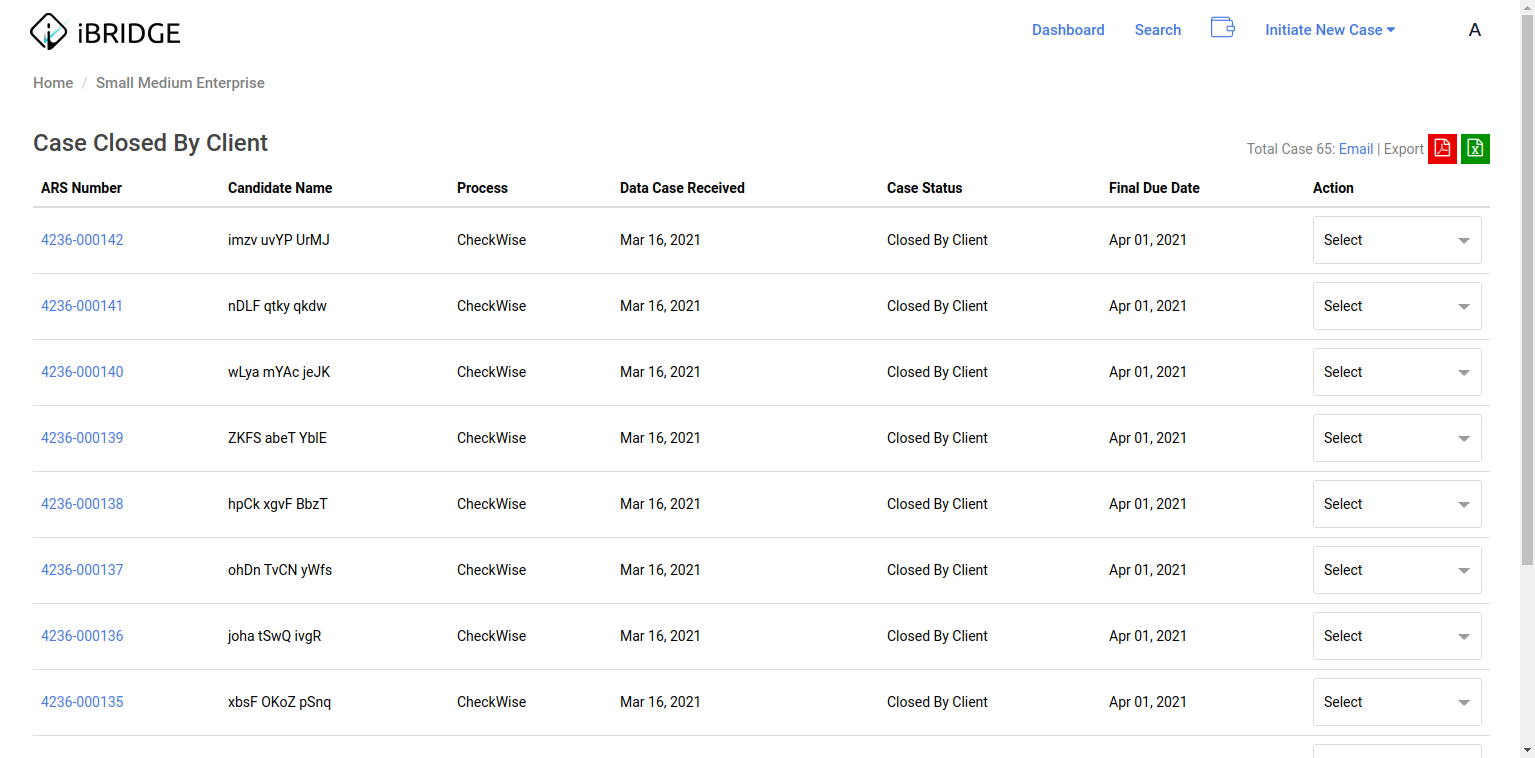 iBRIDGE
Dashboard Search Initiate New Case A
Home / Small Medium Enterprise
Case Closed By Client
Total Case 65: Email | Export
ARS Number Candidate Name Process Data Case Received Case Status Final Due Date Action
4236-000142 imzv uvYP UrMJ CheckWise Mar 16, 2021 Closed By Client Apr 01, 2021 Select
4236-000141 nDLF qtky qkdw CheckWise Mar 16, 2021 Closed By Client Apr 01, 2021 Select
4236-000140 wLya mYAc jeJK CheckWise Mar 16, 2021 Closed By Client Apr 01, 2021 Select
4236-000139 ZKFS abeT YblE CheckWise Mar 16, 2021 Closed By Client Apr 01, 2021 Select
4236-000138 hpCk xgvF BbzT CheckWise Mar 16, 2021 Closed By Client Apr 01, 2021 Select
4236-000137 ohDn TvCN yWfs CheckWise Mar 16, 2021 Closed By Client Apr 01, 2021 Select
4236-000136 joha tSwQ ivgR CheckWise Mar 16, 2021 Closed By Client Apr 01, 2021 Select
4236-000135 xbsF OKoZ pSnq CheckWise Mar 16, 2021 Closed By Client Apr 01, 2021 Select